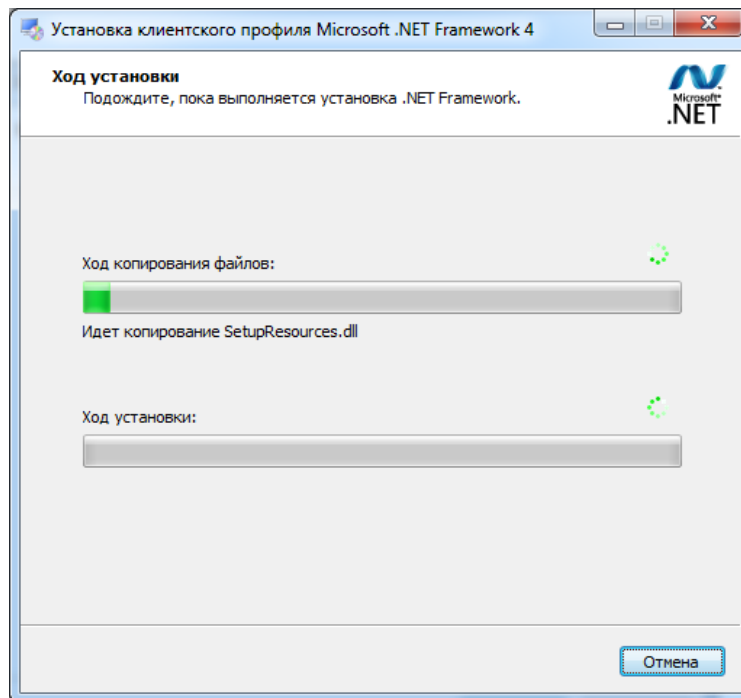 Установка клиентского профиля Microsoft .NET Framework 4
Ход установки
Подождите, пока выполняется установка .NET Framework.
Microsoft
.NET
Ход копирования файлов:
Идет копирование SetupResources.dll
Ход установки:
Отмена